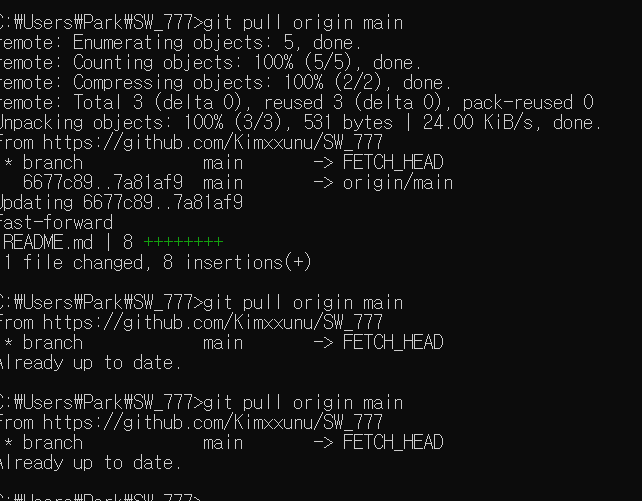 C:₩Users₩Park₩SW_777>git pull origin main
remote: Enumerating objects: 5, done.
remote: Counting objects: 100% (5/5), done.
remote: Compressing objects: 100% (2/2), done.
remote: Total 3 (delta 0), reused 3 (delta 0), pack-reused 0
Unpacking objects: 100% (3/3), 531 bytes | 24.00 KiB/s, done.
From https://github.com/Kimxxunu/SW_777
* branch main -> FETCH_HEAD
6677c89..7a81af9 main -> origin/main
Updating 6677c89..7a81af9
Fast-forward
README.md | 8 ++++++++
1 file changed, 8 insertions(+)
C:₩Users₩Park₩SW_777>git pull origin main
From https://github.com/Kimxxunu/SW_777
* branch main -> FETCH_HEAD
Already up to date.
C:₩Users₩Park₩SW_777>git pull origin main
From https://github.com/Kimxxunu/SW_777
* branch main -> FETCH_HEAD
Already up to date.
C:₩Users₩Park₩SW_777>